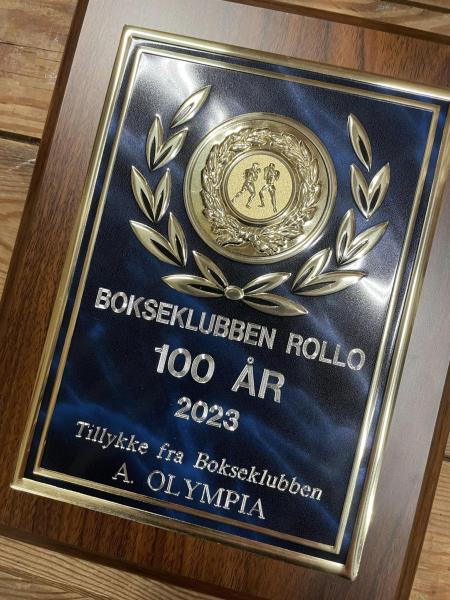 BOKSEKLUBBEN ROLLO
100 ÅR
2023
Tillykke fra Bokseklubben
A. OLYMPIA